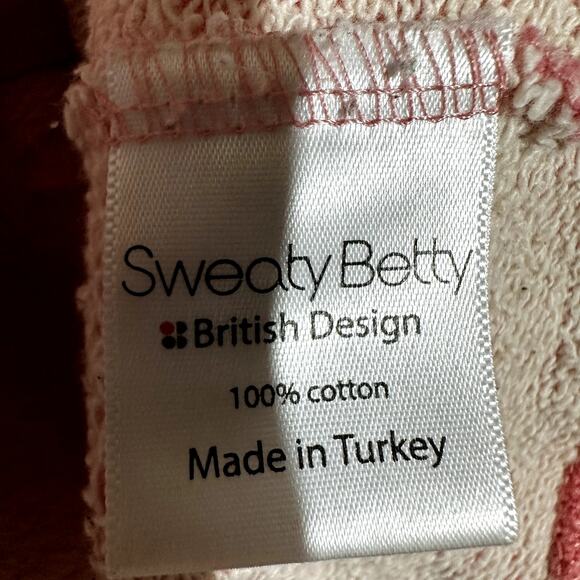 Sweaty Betty
British Design
100% cotton
Made in Turkey